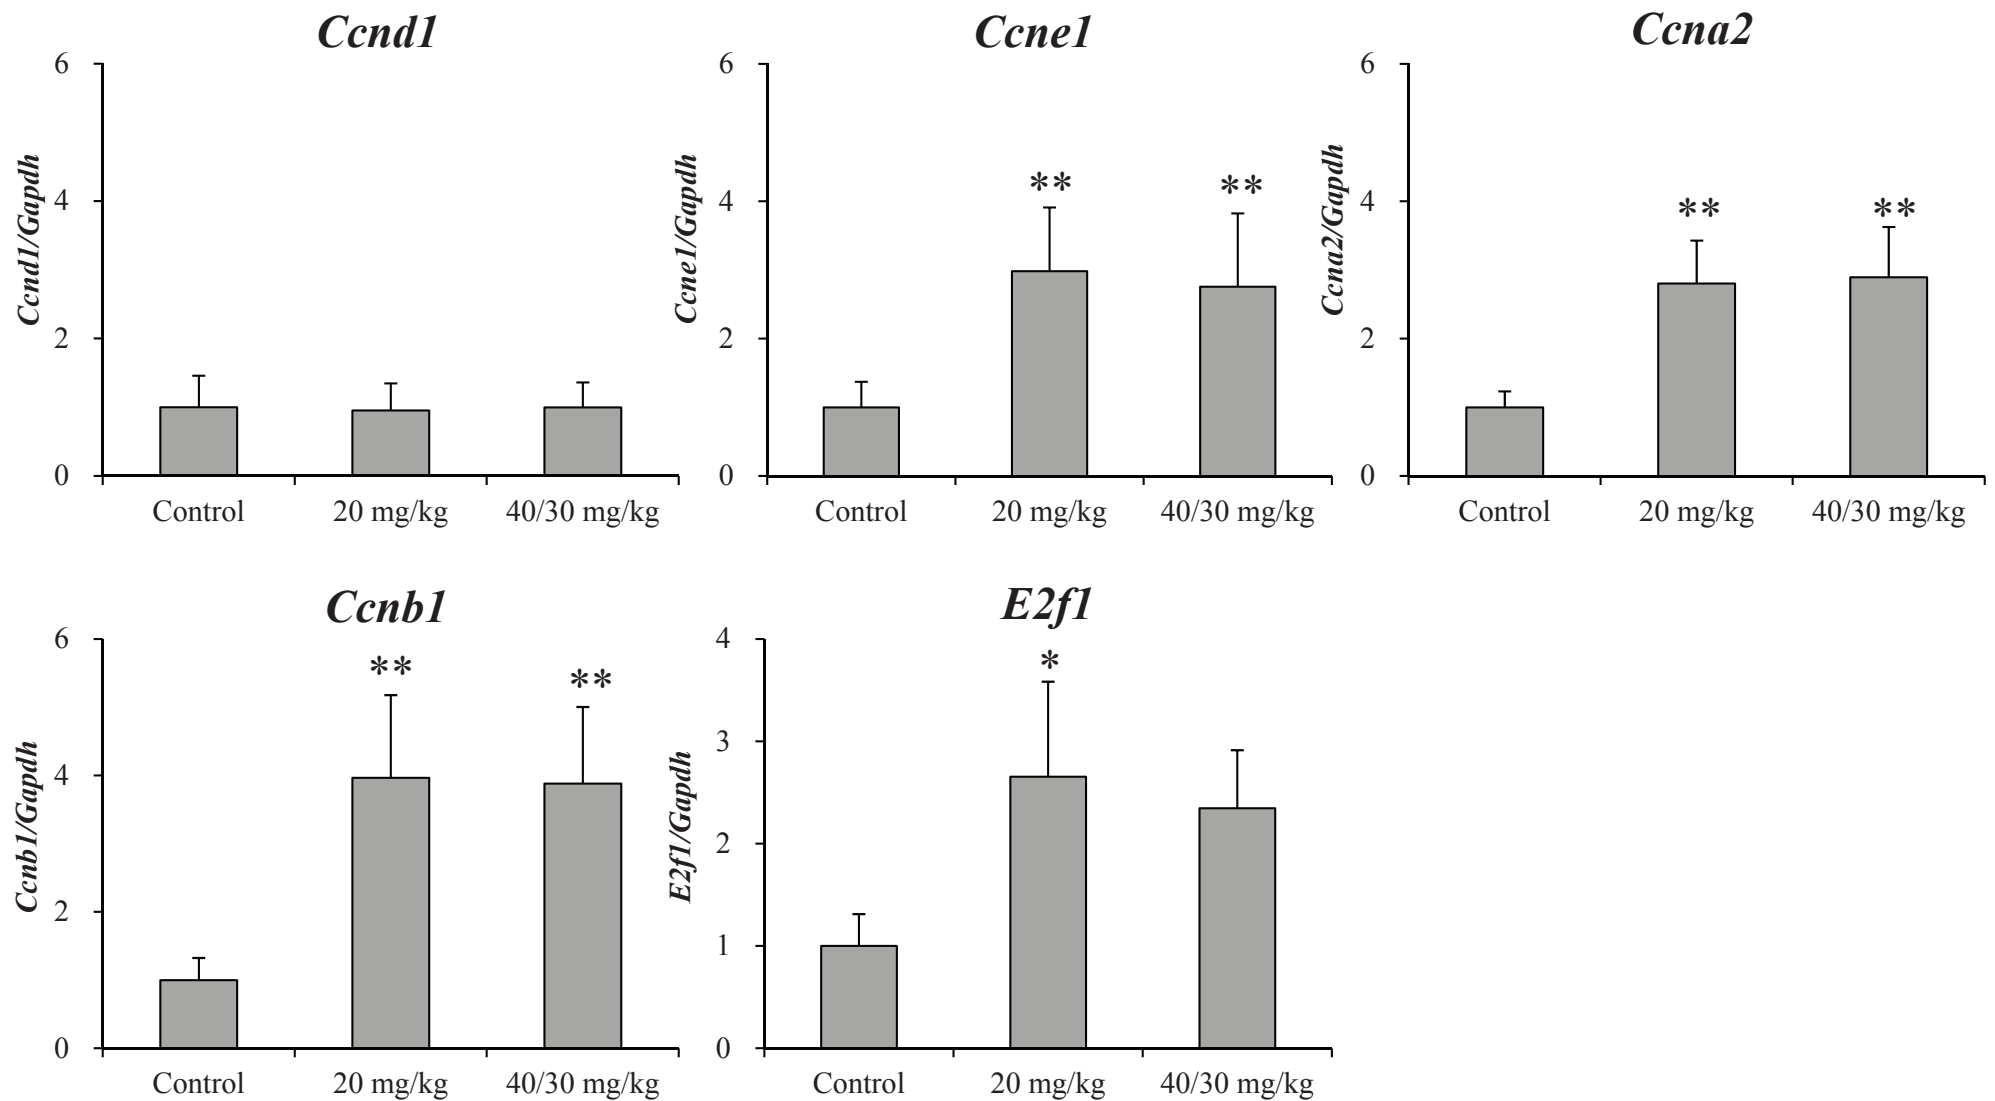 Ccnd1
6
4
2
0
Ccnd1/Gapdh
Control 20 mg/kg 40/30 mg/kg
Ccne1
6
4
2
0
Ccne1/Gapdh
** **
Control 20 mg/kg 40/30 mg/kg
Ccna2
6
4
2
0
Ccna2/Gapdh
** **
Control 20 mg/kg 40/30 mg/kg
Ccnb1
6
4
2
0
Ccnb1/Gapdh
** **
Control 20 mg/kg 40/30 mg/kg
E2f1
4
3
2
1
0
E2f1/Gapdh
*
Control 20 mg/kg 40/30 mg/kg